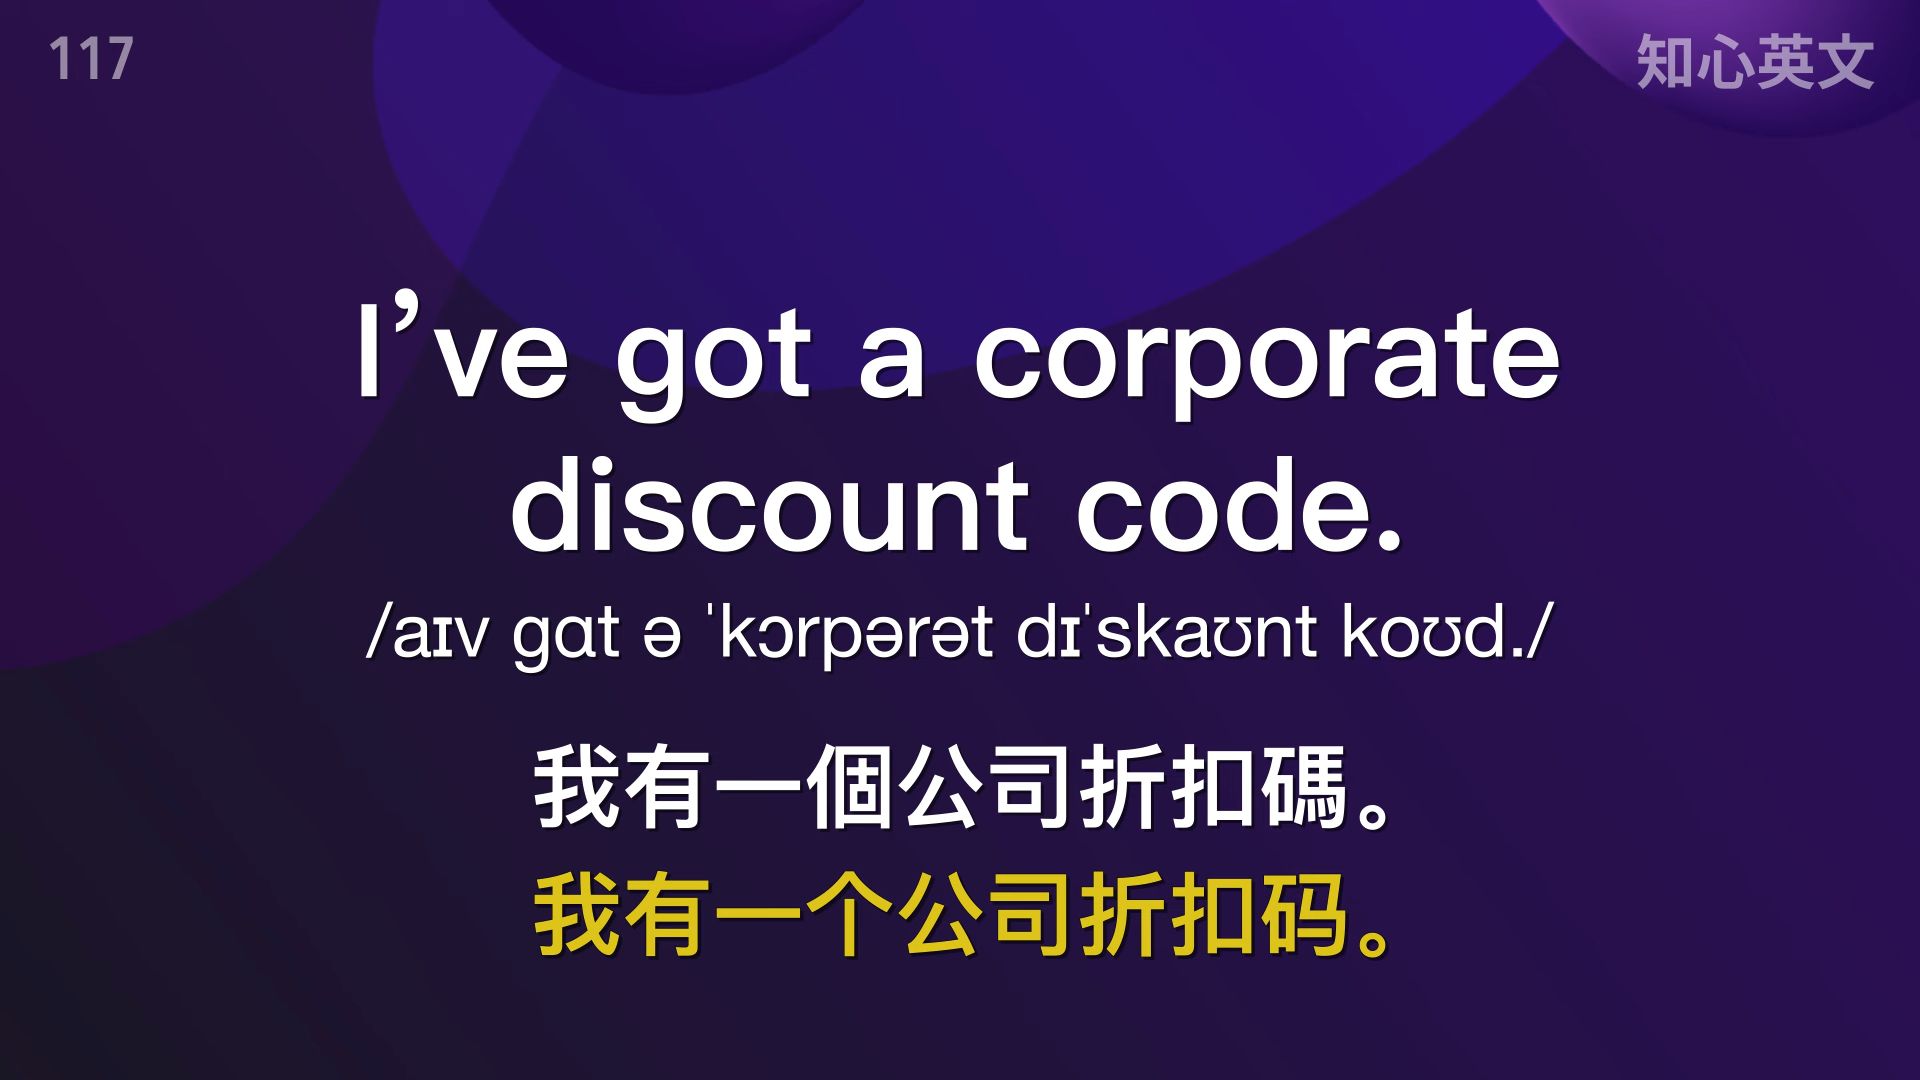 117
知心英文
I’ve got a corporate
discount code.
/aɪv gɑt ə ˈkɔrpərət dɪˈskaʊnt koʊd./
我有一個公司折扣碼。
我有一个公司折扣码。